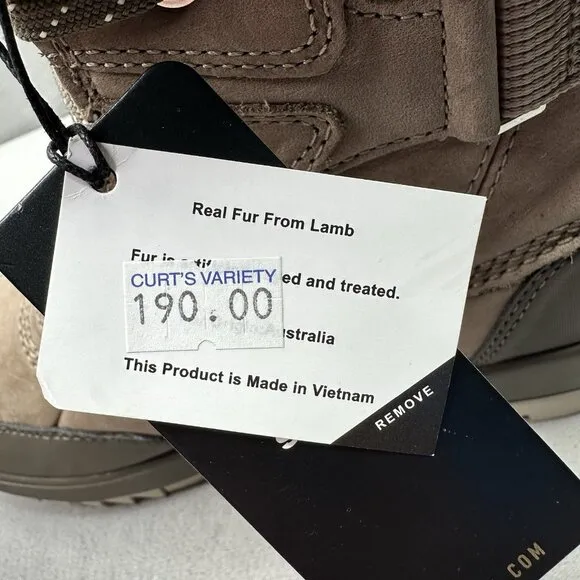 Real Fur From Lamb
Fur is
ed and treated.
CURT'S VARIETY
190.00
ustralia
This Product is Made in Vietnam
REMOVE
COM